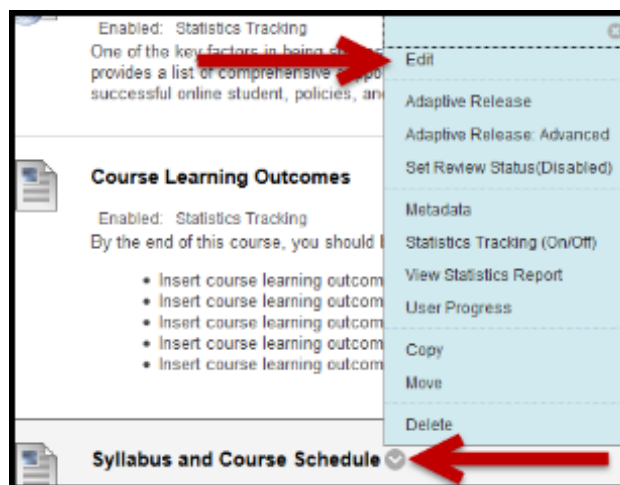 Enabled: Statistics Tracking
One of the key factors in being
provides a list of comprehensive
successful online student, policies, and
Course Learning Outcomes
Enabled: Statistics Tracking
By the end of this course, you should
• Insert course learning outcom
• Insert course learning outcom
• Insert course learning outcom
• Insert course learning outcom
• Insert course learning outcom
Syllabus and Course Schedule
Edit
Adaptive Release
Adaptive Release: Advanced
Set Review Status(Disabled)
Metadata
Statistics Tracking (On/Off)
View Statistics Report
User Progress
Copy
Move
Delete